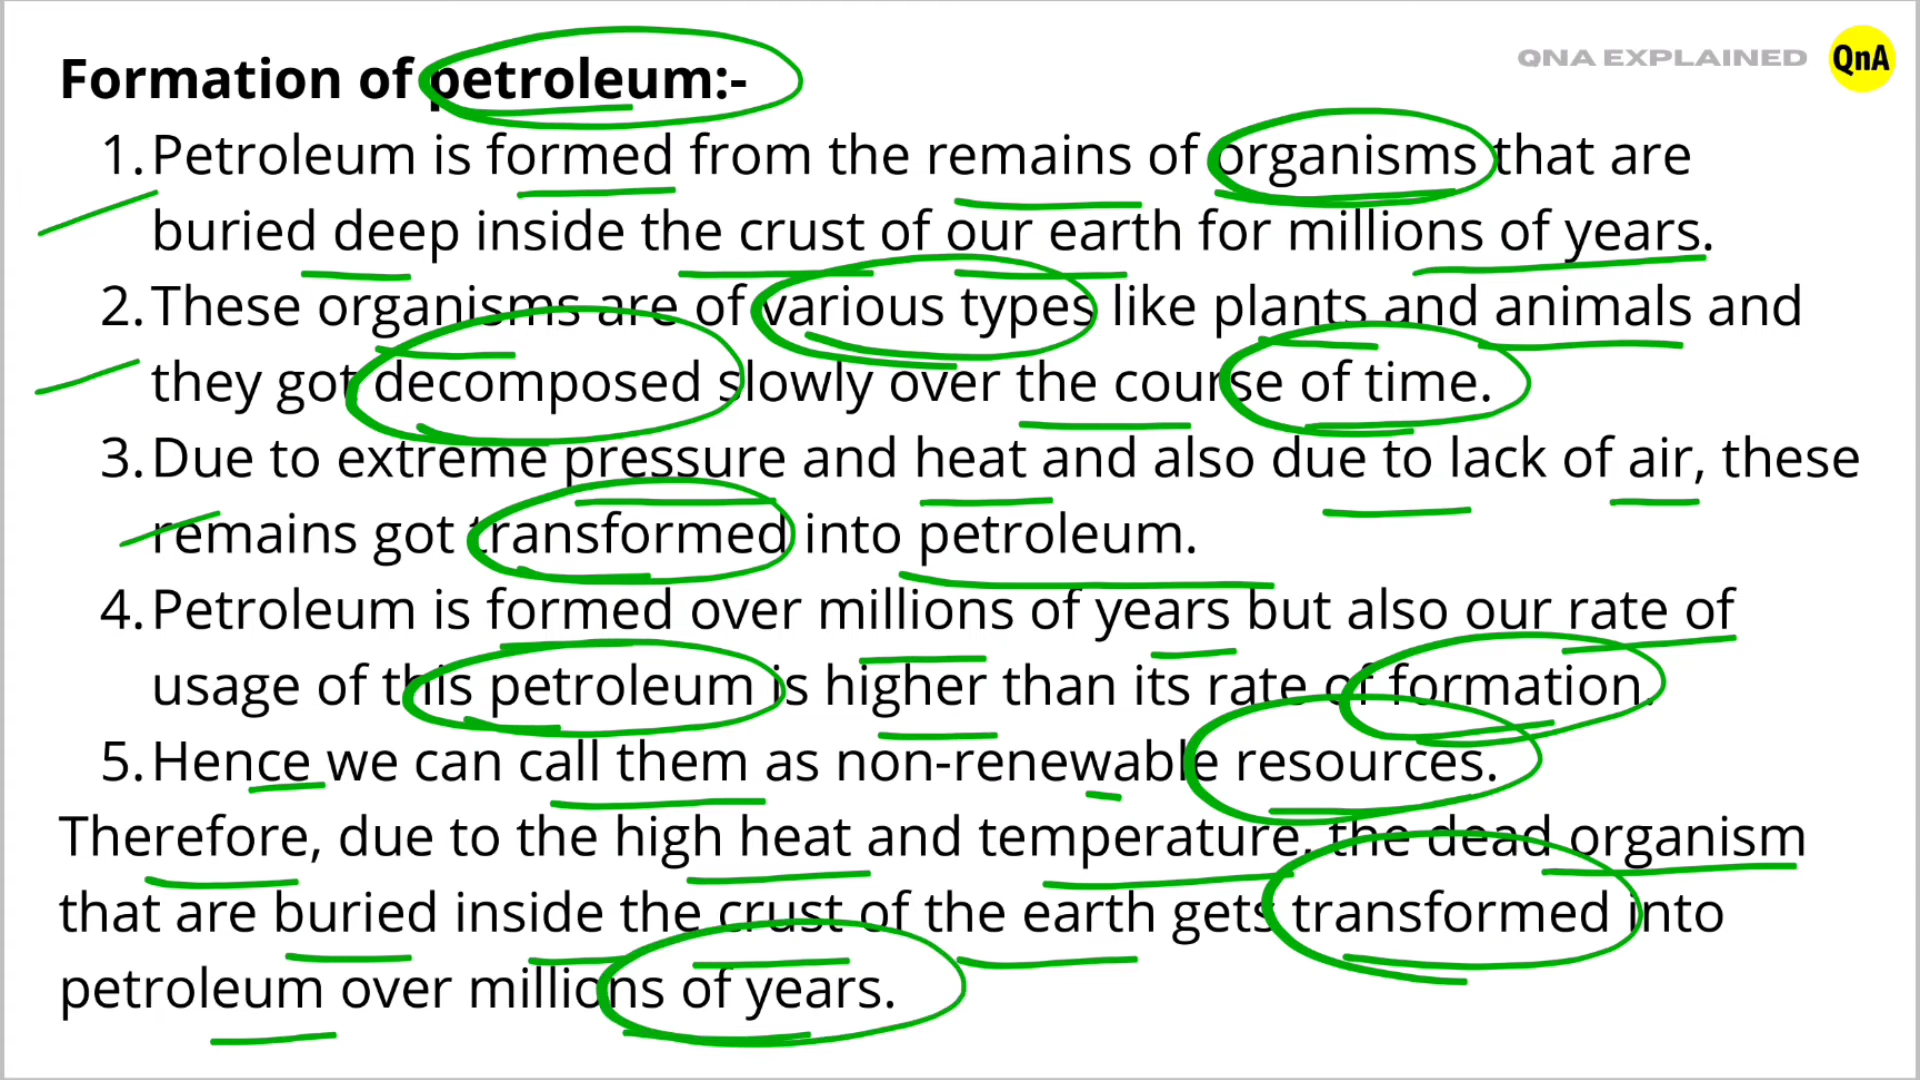 QNA EXPLAINED QnA
Formation of petroleum:-
1. Petroleum is formed from the remains of organisms that are
buried deep inside the crust of our earth for millions of years.
2. These organisms are of various types like plants and animals and
they got decomposed slowly over the course of time.
3. Due to extreme pressure and heat and also due to lack of air, these
remains got transformed into petroleum.
4. Petroleum is formed over millions of years but also our rate of
usage of this petroleum is higher than its rate of formation.
5. Hence we can call them as non-renewable resources.
Therefore, due to the high heat and temperature, the dead organism
that are buried inside the crust of the earth gets transformed into
petroleum over millions of years.